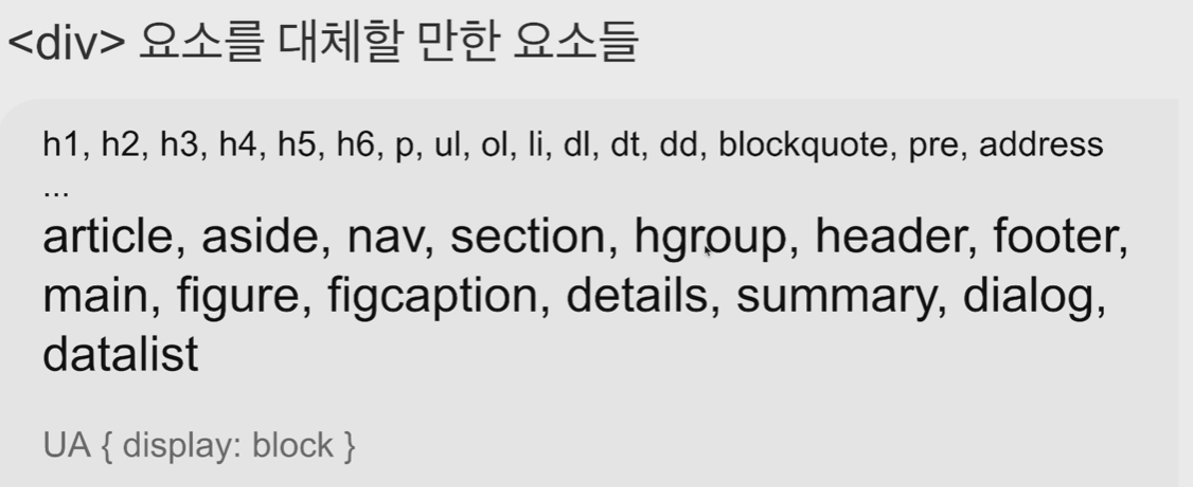 <div> 요소를 대체할 만한 요소들
h1, h2, h3, h4, h5, h6, p, ul, ol, li, dl, dt, dd, blockquote, pre, address
...
article, aside, nav, section, hgroup, header, footer,
main, figure, figcaption, details, summary, dialog,
datalist
UA { display: block }